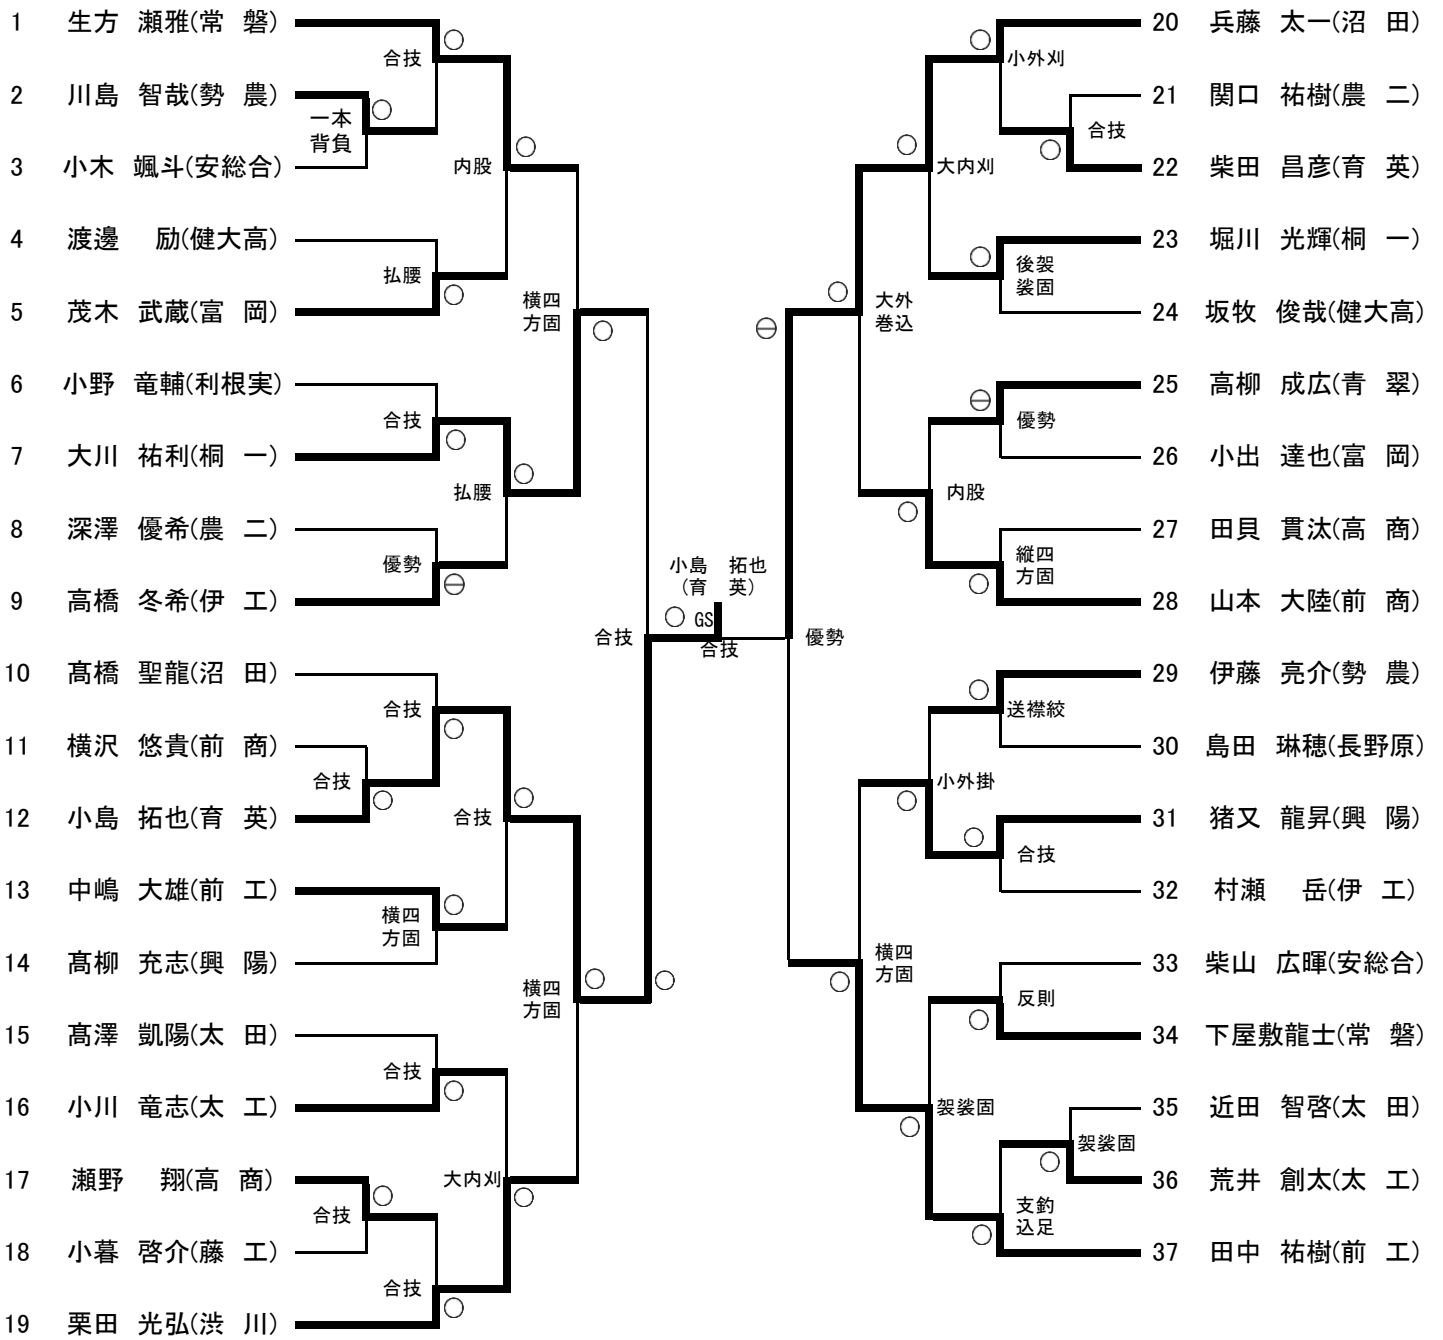 1 生方 瀬雅(常 磐)
2 川島 智哉(勢 農)
3 小木 颯斗(安総合)
4 渡邊 励(健大高)
5 茂木 武蔵(富 岡)
6 小野 竜輔(利根実)
7 大川 祐利(桐 一)
8 深澤 優希(農 二)
9 高橋 冬希(伊 工)
10 髙橋 聖龍(沼 田)
11 横沢 悠貴(前 商)
12 小島 拓也(育 英)
13 中嶋 大雄(前 工)
14 髙柳 充志(興 陽)
15 髙澤 凱陽(太 田)
16 小川 竜志(太 工)
17 瀬野 翔(高 商)
18 小暮 啓介(藤 工)
19 栗田 光弘(渋 川)
合技
一本
背負
内股
払腰
横四
方固
合技
払腰
優勢
合技
合技
合技
合技
横四
方固
横四
方固
合技
大内刈
合技
合技
小島 拓也
(育 英)
GS
合技
優勢
小外刈
合技
大内刈
後袈
裟固
大外
巻込
優勢
内股
縦四
方固
送襟絞
小外掛
合技
横四
方固
反則
袈裟固
袈裟固
支釣
込足
20 兵藤 太一(沼 田)
21 関口 祐樹(農 二)
22 柴田 昌彦(育 英)
23 堀川 光輝(桐 一)
24 坂牧 俊哉(健大高)
25 高柳 成広(青 翠)
26 小出 達也(富 岡)
27 田貝 貫汰(高 商)
28 山本 大陸(前 商)
29 伊藤 亮介(勢 農)
30 島田 琳穂(長野原)
31 猪又 龍昇(興 陽)
32 村瀬 岳(伊 工)
33 柴山 広暉(安総合)
34 下屋敷龍士(常 磐)
35 近田 智啓(太 田)
36 荒井 創太(太 工)
37 田中 祐樹(前 工)